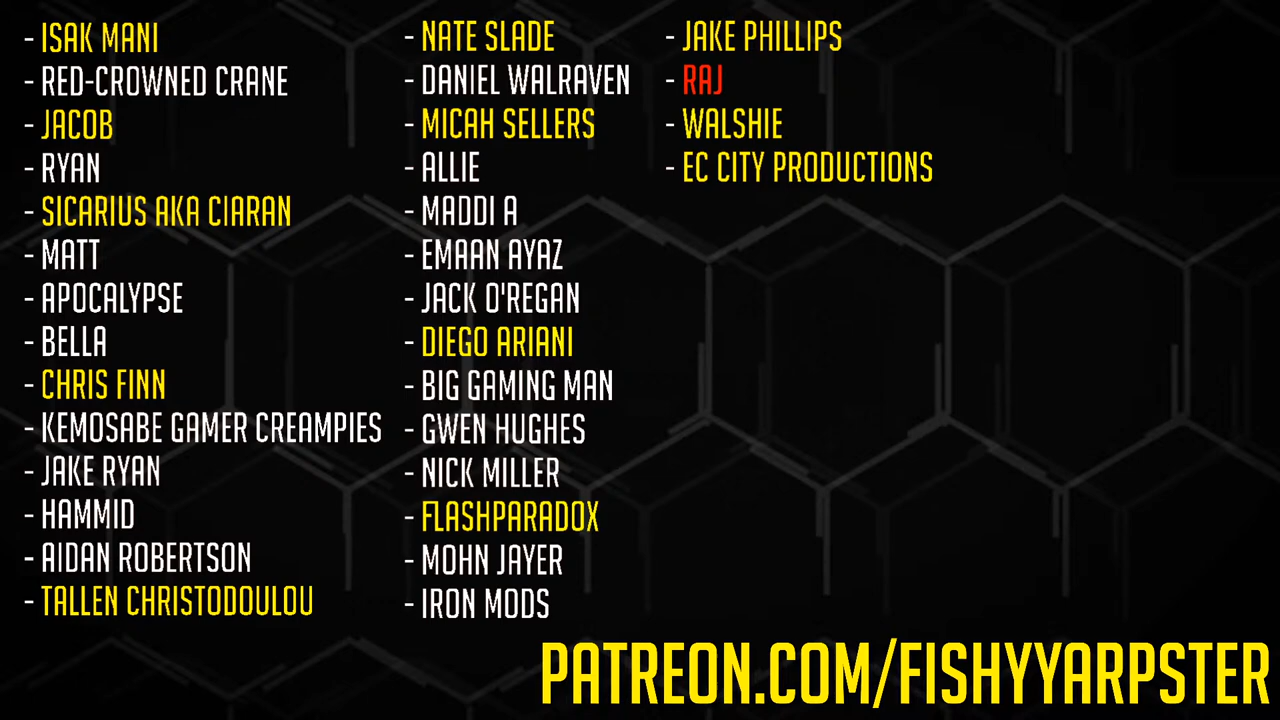 - ISAK MANI
- RED-CROWNED CRANE
- JACOB
- RYAN
- SICARIUS AKA CIARAN
- MATT
- APOCALYPSE
- BELLA
- CHRIS FINN
- KEMOSABE GAMER CREAMPIES
- JAKE RYAN
- HAMMID
- AIDAN ROBERTSON
- TALLEN CHRISTODOULOU
- NATE SLADE
- DANIEL WALRAVEN
- MICAH SELLERS
- ALLIE
- MADDI A
- EMAAN AYAZ
- JACK O'REGAN
- DIEGO ARIANI
- BIG GAMING MAN
- GWEN HUGHES
- NICK MILLER
- FLASHPARADOX
- MOHN JAYER
- IRON MODS
- JAKE PHILLIPS
- RAJ
- WALSHIE
- EC CITY PRODUCTIONS
PATREON.COM/FISHYYARPSTER